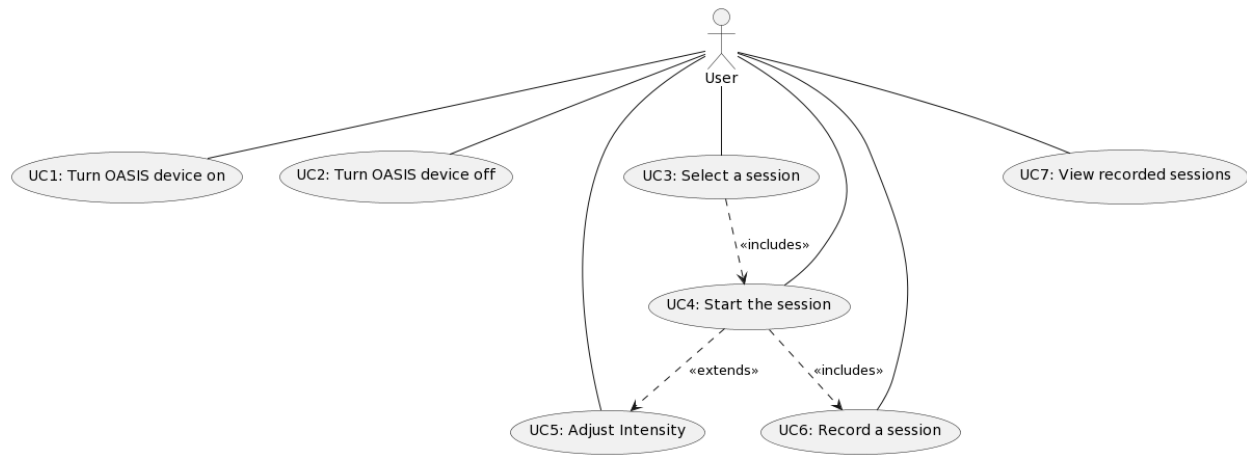 User
UC1: Turn OASIS device on
UC2: Turn OASIS device off
UC3: Select a session
UC7: View recorded sessions
«includes»
UC4: Start the session
«extends»
«includes»
UC5: Adjust Intensity
UC6: Record a session